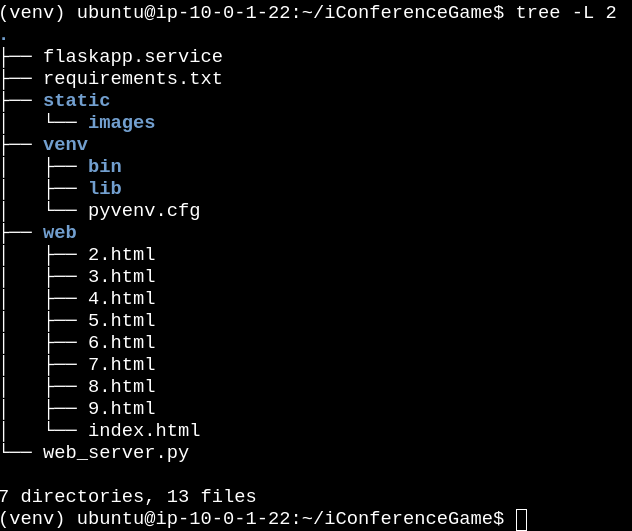 (venv) ubuntu@ip-10-0-1-22:~/iConferenceGame$ tree -L 2
.
├── flaskapp.service
├── requirements.txt
├── static
│   └── images
├── venv
│   ├── bin
│   ├── lib
│   └── pyvenv.cfg
├── web
│   ├── 2.html
│   ├── 3.html
│   ├── 4.html
│   ├── 5.html
│   ├── 6.html
│   ├── 7.html
│   ├── 8.html
│   ├── 9.html
│   └── index.html
└── web_server.py

7 directories, 13 files
(venv) ubuntu@ip-10-0-1-22:~/iConferenceGame$